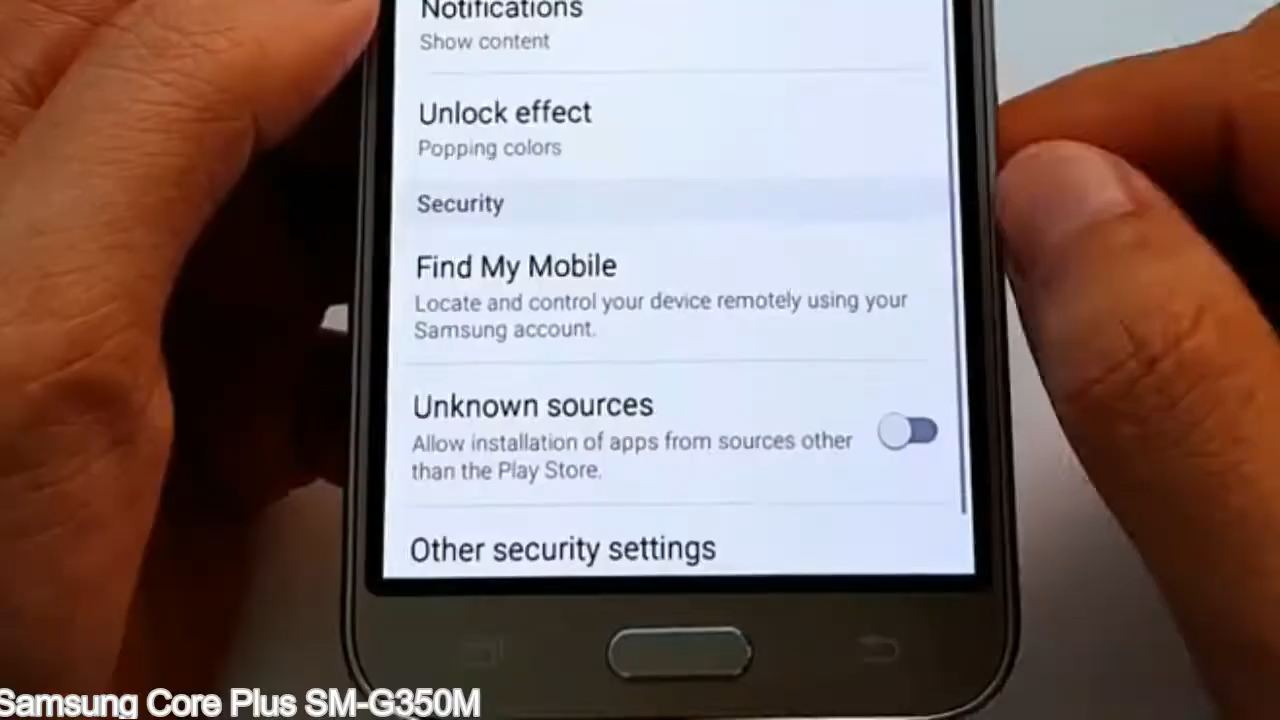 Notifications
Show content
Unlock effect
Popping colors
Security
Find My Mobile
Locate and control your device remotely using your
Samsung account.
Unknown sources
Allow installation of apps from sources other
than the Play Store.
Other security settings
Samsung Core Plus SM-G350M